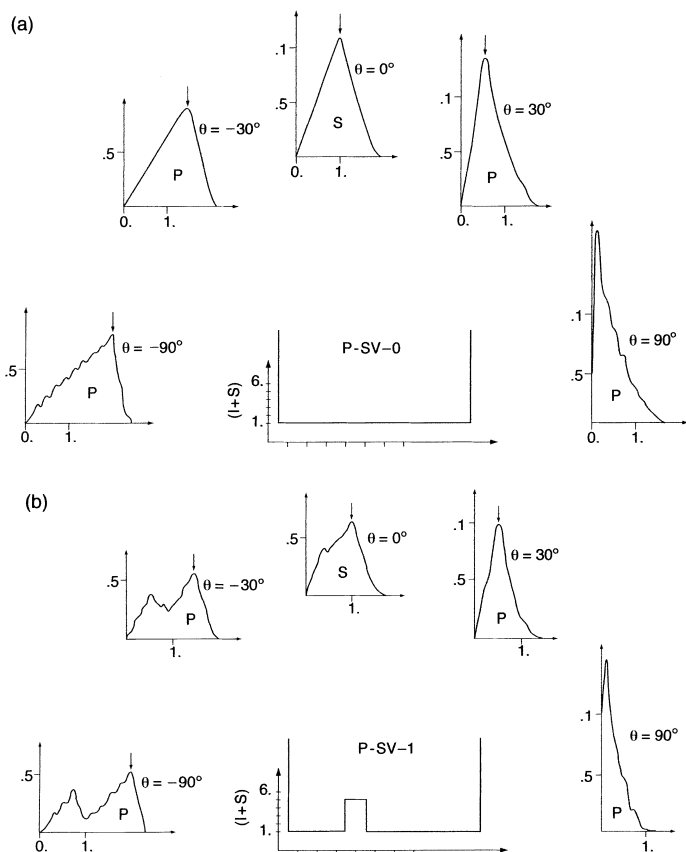 (a)
.1
.5
θ = 0°
S
0.
1.
.5
θ = −30°
P
0.
1.
.1
.5
θ = 30°
P
0.
1.
.5
θ = −90°
P
0.
1.
P-SV-0
(I+S)
6.
1.
.1
.5
θ = 90°
P
0.
1.
(b)
.5
θ = 0°
S
1.
.5
θ = −30°
P
1.
.1
.5
θ = 30°
P
1.
.5
θ = −90°
P
0.
1.
P-SV-1
(I+S)
6.
1.
.1
.5
θ = 90°
P
1.